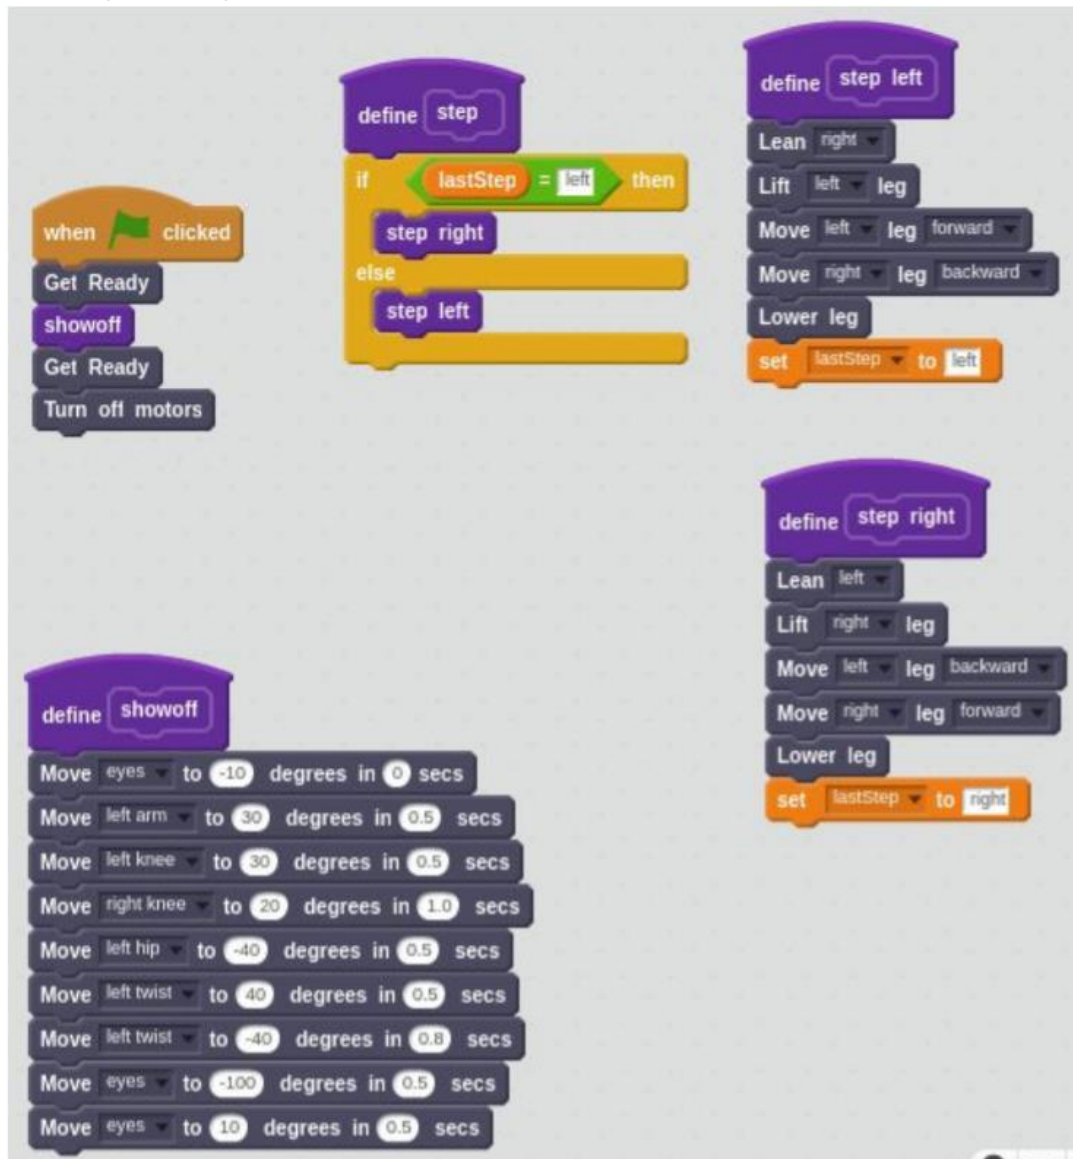 when clicked
Get Ready
showoff
Get Ready
Turn off motors
define step
if lastStep = left then
step right
else
step left
define step left
Lean right
Lift left leg
Move left leg forward
Move right leg backward
Lower leg
set lastStep to left
define step right
Lean left
Lift right leg
Move left leg backward
Move right leg forward
Lower leg
set lastStep to right
define showoff
Move eyes to -10 degrees in 0 secs
Move left arm to 30 degrees in 0.5 secs
Move left knee to 30 degrees in 0.5 secs
Move right knee to 20 degrees in 1.0 secs
Move left hip to -40 degrees in 0.5 secs
Move left twist to 40 degrees in 0.5 secs
Move left twist to -40 degrees in 0.8 secs
Move eyes to -100 degrees in 0.5 secs
Move eyes to 10 degrees in 0.5 secs